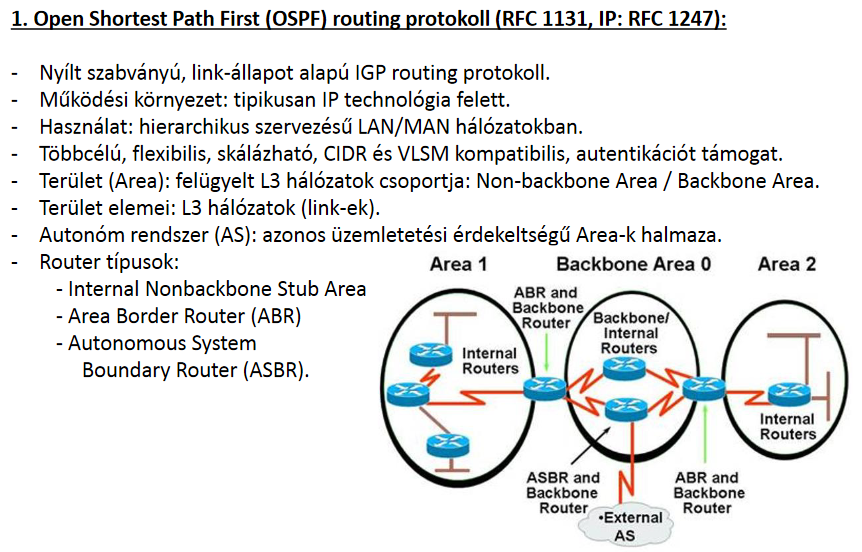 1. Open Shortest Path First (OSPF) routing protokoll (RFC 1131, IP: RFC 1247):
- Nyílt szabványú, link-állapot alapú IGP routing protokoll.
- Működési környezet: tipikusan IP technológia felett.
- Használat: hierarchikus szervezésű LAN/MAN hálózatokban.
- Többcélú, flexibilis, skálázható, CIDR és VLSM kompatibilis, autentikációt támogat.
- Terület (Area): felügyelt L3 hálózatok csoportja: Non-backbone Area / Backbone Area.
- Terület elemei: L3 hálózatok (link-ek).
- Autonóm rendszer (AS): azonos üzemletetési érdekeltségű Area-k halmaza.
- Router típusok:
- Internal Nonbackbone Stub Area
- Area Border Router (ABR)
- Autonomous System
Boundary Router (ASBR).
Area 1
Backbone Area 0
Area 2
ABR and
Backbone
Router
Backbone/
Internal
Routers
Internal
Routers
Internal
Routers
ASBR and
Backbone
Router
ABR and
Backbone
Router
•External
AS